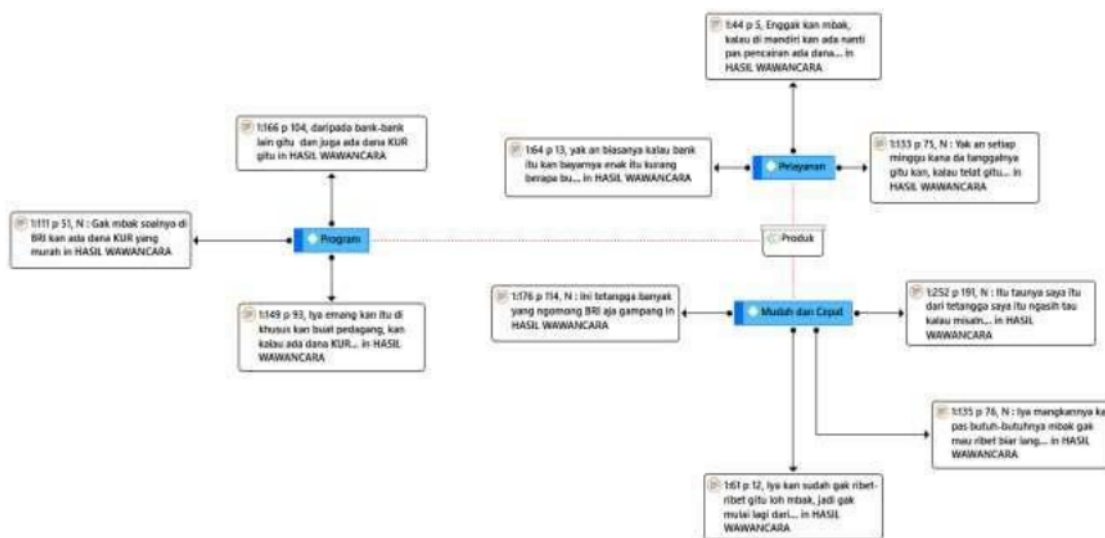 1:44 p 5, Enggak kan mbak,
kalau di mandiri kan ada nanti
pas pencairan ada dana... in
HASIL WAWANCARA
1:166 p 104, daripada bank-bank
lain gitu dan juga ada dana KUR
gitu in HASIL WAWANCARA
1:64 p 13, yak an biasanya kalau bank
itu kan bayarnya enak itu kurang
berapa bu... in HASIL WAWANCARA
Pelayanan
1:133 p 75, N : Yak an setiap
minggu kana da tanggalnya
gitu kan, kalau telat gitu... in
HASIL WAWANCARA
1:111 p 51, N : Gak mbak soalnya di
BRI kan ada dana KUR yang
murah in HASIL WAWANCARA
Program
Produk
1:149 p 93, Iya emang kan itu di
khusus kan buat pedagang, kan
kalau ada dana KUR... in HASIL
WAWANCARA
1:176 p 114, N : Ini tetangga banyak
yang ngomong BRI aja gampang in
HASIL WAWANCARA
Mudah dan Cepat
1:252 p 191, N : Itu taunya saya itu
dari tetegga saya itu ngasih tau
kalau misaln... in HASIL
WAWANCARA
1:135 p 76, N : Iya mangkannya ka
pas butuh-butuhnya mbak gak
mau ribet biar lang... in HASIL
WAWANCARA
1:61 p 12, Iya kan sudah gak ribet-
ribet gitu loh mbak, jadi gak
mulai lagi dari... in HASIL
WAWANCARA